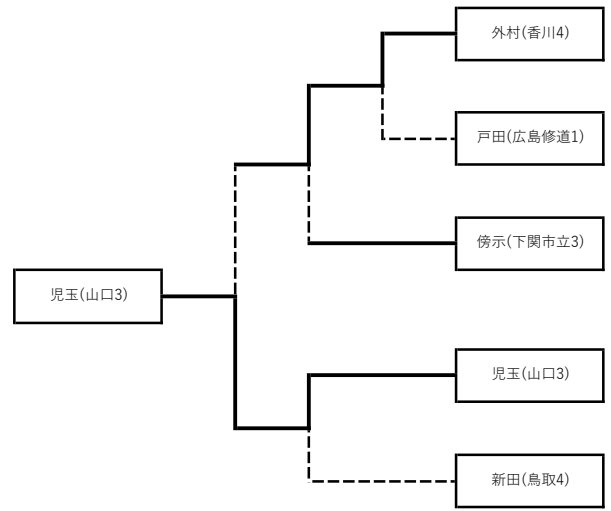 外村(香川4)
戸田(広島修道1)
傍示(下関市立3)
児玉(山口3)
児玉(山口3)
新田(鳥取4)